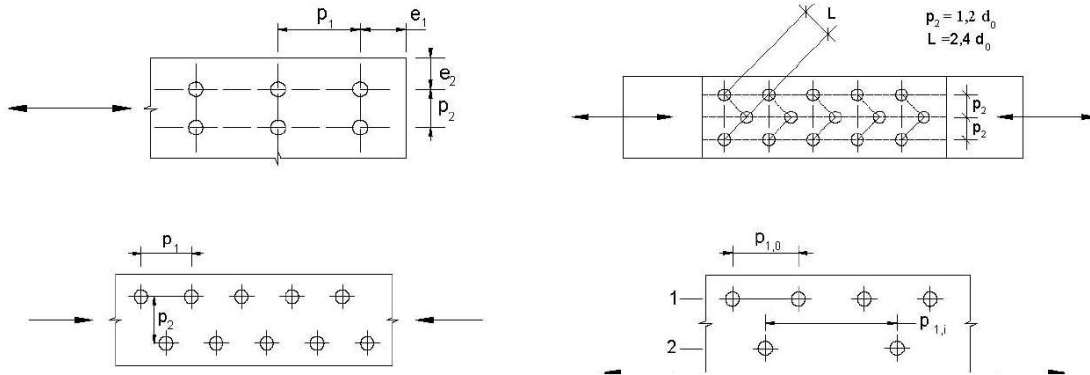 p₁
e₁
e₂
p₂
L
p₂ = 1,2 d₀
L =2,4 d₀
p₂
p₂
p₁
p₂
p₁,₀
1
p₁,ᵢ
2